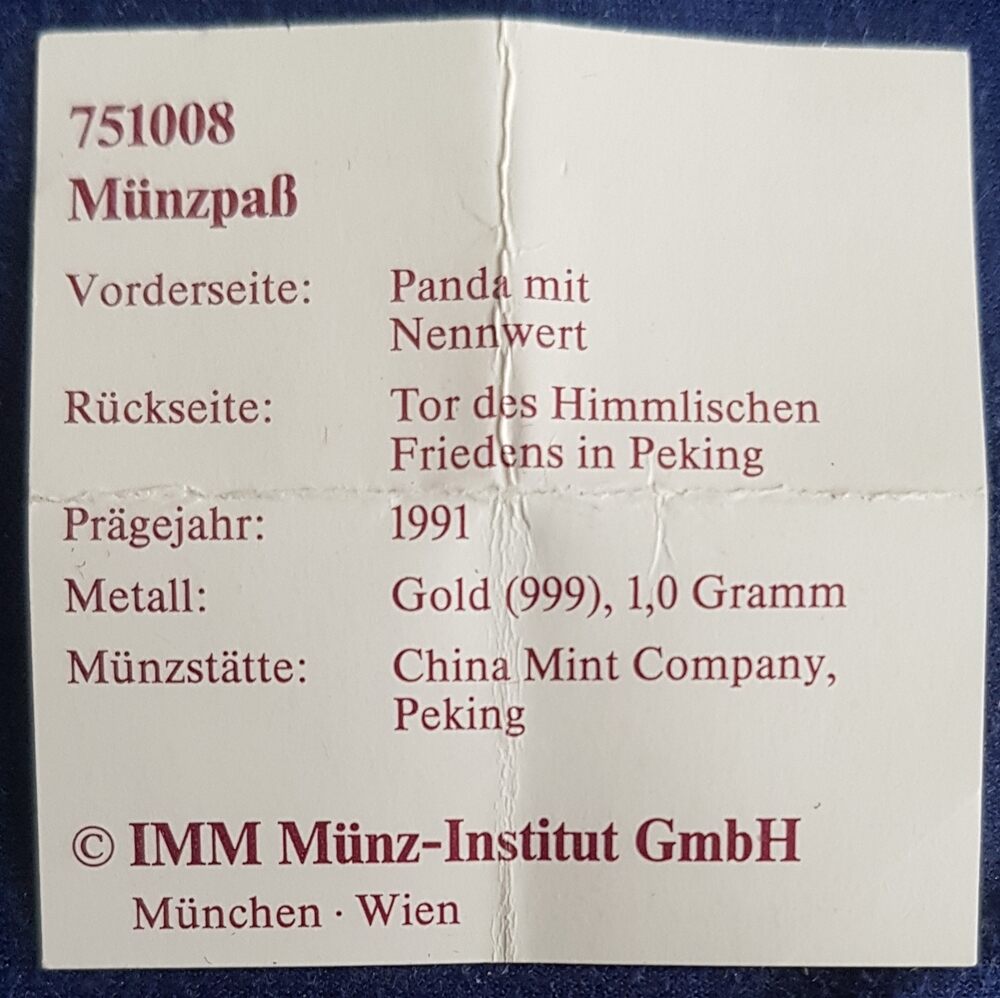 751008
Münzpaß
Vorderseite: Panda mit
Nennwert
Rückseite: Tor des Himmlischen
Friedens in Peking
Prägejahr: 1991
Metall: Gold (999), 1,0 Gramm
Münzstätte: China Mint Company,
Peking
© IMM Münz-Institut GmbH
München · Wien